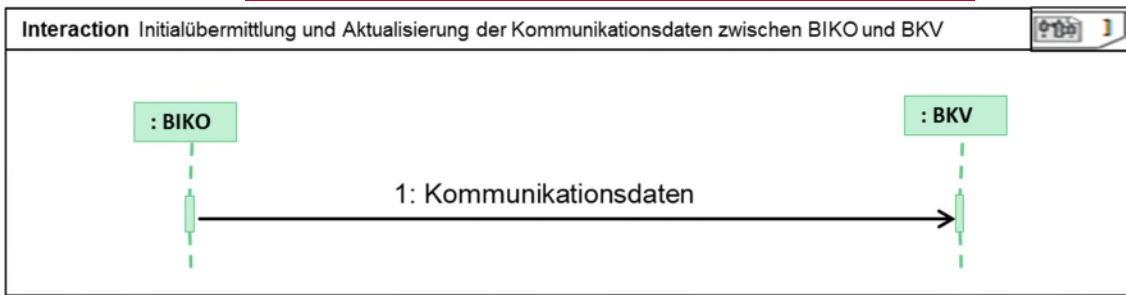 Interaction Initialübermittlung und Aktualisierung der Kommunikationsdaten zwischen BIKO und BKV
: BIKO
: BKV
1: Kommunikationsdaten